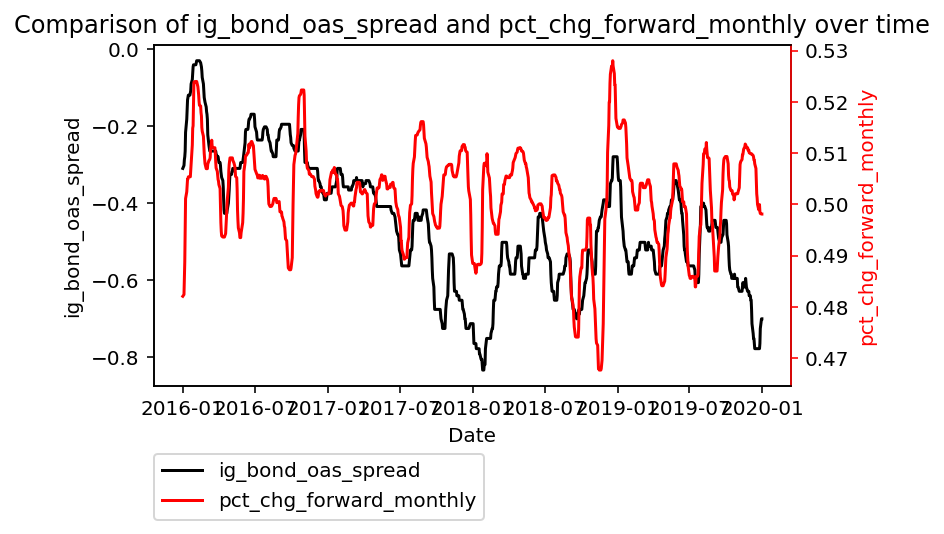 Comparison of ig_bond_oas_spread and pct_chg_forward_monthly over time
0.0
−0.2
−0.4
−0.6
−0.8
ig_bond_oas_spread
0.53
0.52
0.51
0.50
0.49
0.48
0.47
pct_chg_forward_monthly
2016-01 2016-07 2017-01 2017-07 2018-01 2018-07 2019-01 2019-07 2020-01
Date
ig_bond_oas_spread
pct_chg_forward_monthly